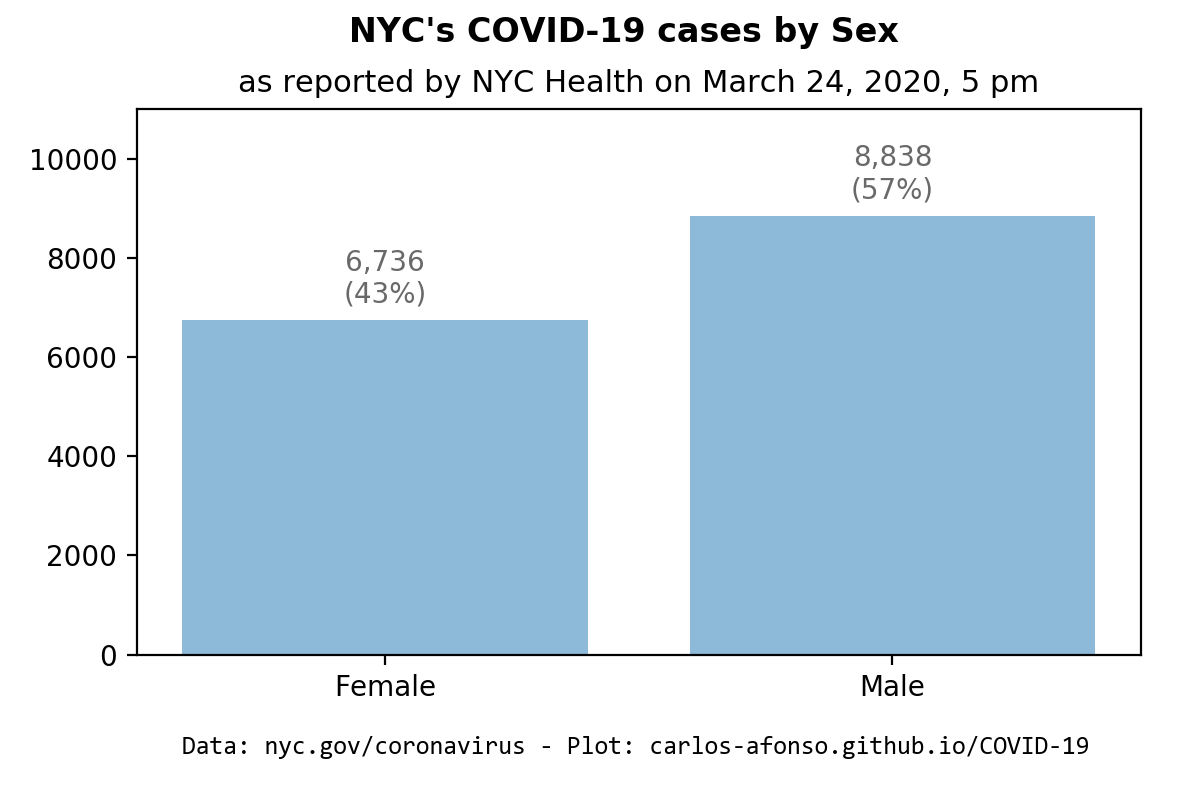 NYC's COVID-19 cases by Sex
as reported by NYC Health on March 24, 2020, 5 pm
10000
8000
6000
4000
2000
0
6,736
(43%)
8,838
(57%)
Female
Male
Data: nyc.gov/coronavirus - Plot: carlos-afonso.github.io/COVID-19